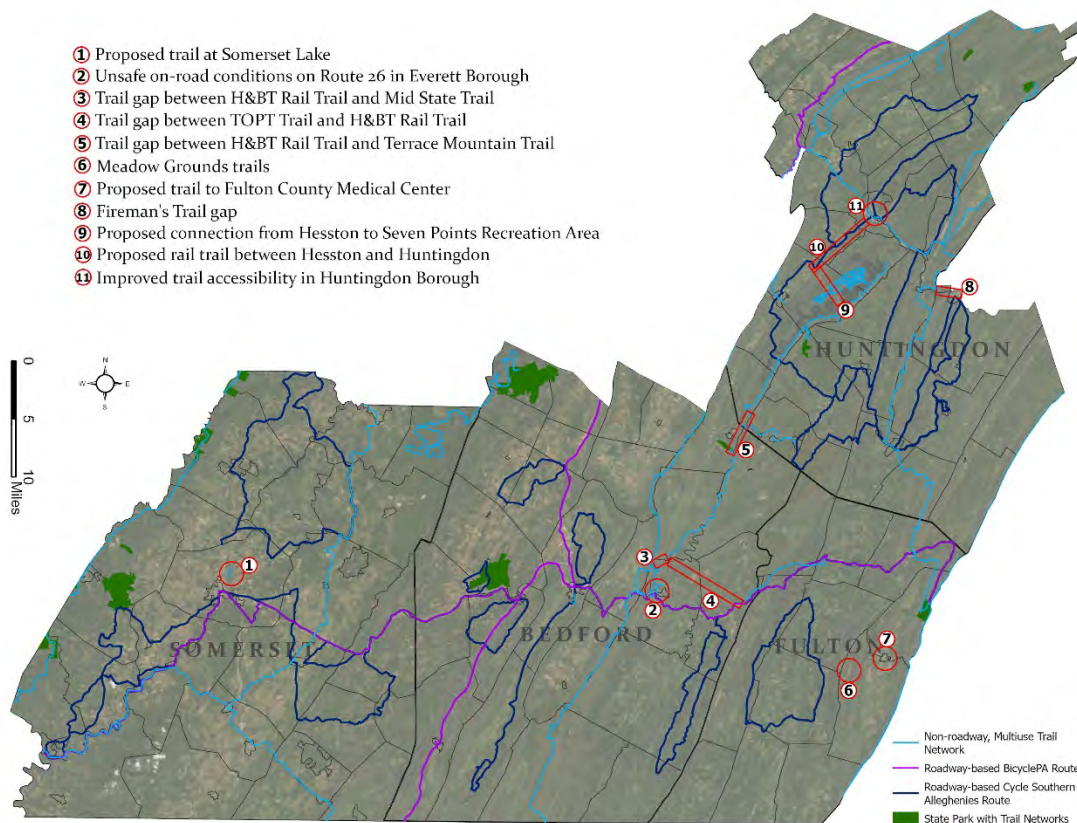 ① Proposed trail at Somerset Lake
② Unsafe on-road conditions on Route 26 in Everett Borough
③ Trail gap between H&BT Rail Trail and Mid State Trail
④ Trail gap between TOPT Trail and H&BT Rail Trail
⑤ Trail gap between H&BT Rail Trail and Terrace Mountain Trail
⑥ Meadow Grounds trails
⑦ Proposed trail to Fulton County Medical Center
⑧ Fireman's Trail gap
⑨ Proposed connection from Hesston to Seven Points Recreation Area
⑩ Proposed rail trail between Hesston and Huntingdon
⑪ Improved trail accessibility in Huntingdon Borough
11
10
8
9
HUNTINGDON
0
5
10
Miles
N
W E
S
5
3
1
4
2
BEDFORD
SOMERSET
FULTON
7
6
Non-roadway, Multiuse Trail
Network
Roadway-based BicyclePA Route
Roadway-based Cycle Southern
Alleghenies Route
State Park with Trail Networks